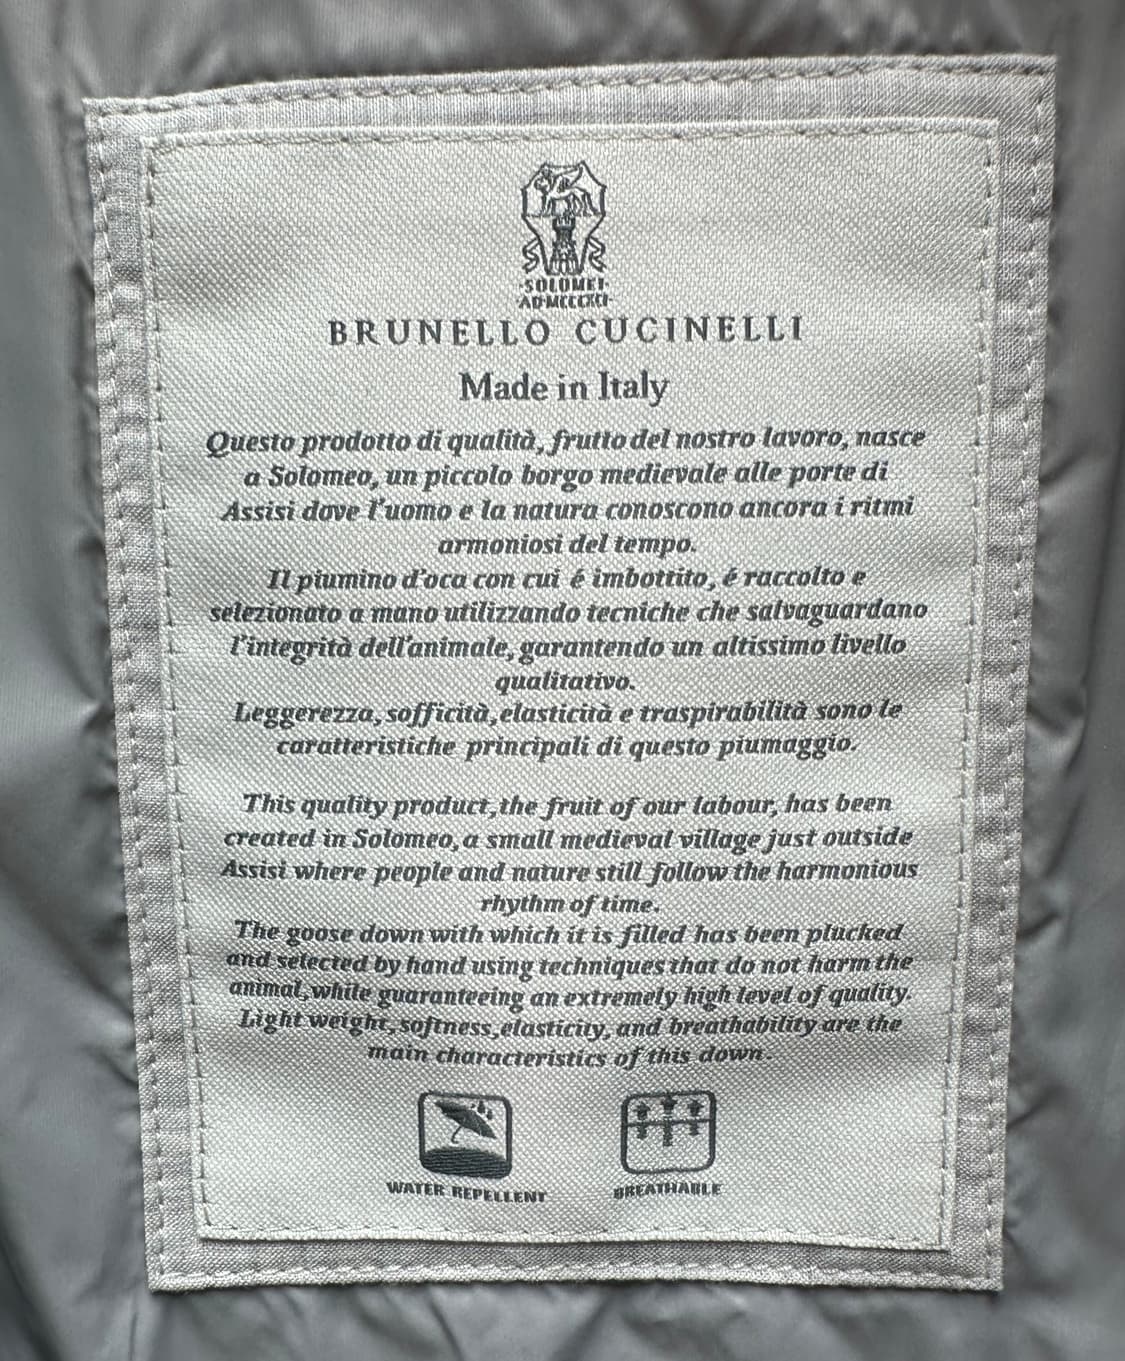 ·SOLOMEI·
·AD·MCCCXCI·
BRUNELLO CUCINELLI
Made in Italy
Questo prodotto di qualità, frutto del nostro lavoro, nasce
a Solomeo, un piccolo borgo medievale alle porte di
Assisi dove l'uomo e la natura conoscono ancora i ritmi
armoniosi del tempo.
Il piumino d'oca con cui é imbottito, é raccolto e
selezionato a mano utilizzando tecniche che salvaguardano
l'integrità dell'animale, garantendo un altissimo livello
qualitativo.
Leggerezza, sofficità, elasticità e traspirabilità sono le
caratteristiche principali di questo piumaggio.
This quality product, the fruit of our labour, has been
created in Solomeo, a small medieval village just outside
Assisi where people and nature still follow the harmonious
rhythm of time.
The goose down with which it is filled has been plucked
and selected by hand using techniques that do not harm the
animal, while guaranteeing an extremely high level of quality.
Light weight, softness, elasticity, and breathability are the
main characteristics of this down.
WATER REPELLENT
BREATHABLE